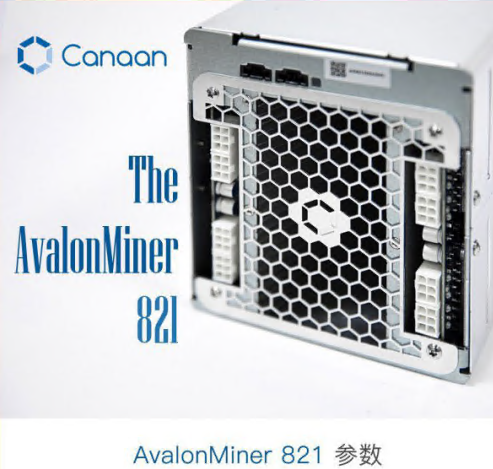 Canaan
The
AvalonMiner
821
AvalonMiner 821 参数